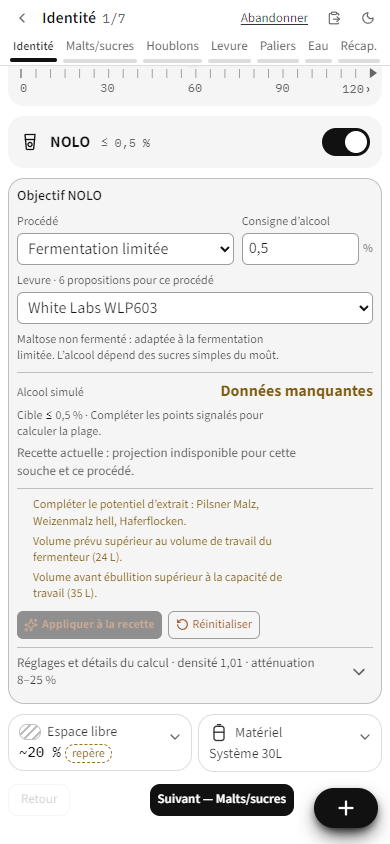 Identité 1/7
Abandonner
Identité Malts/sucres Houblons Levure Paliers Eau Récap.
0 30 60 90 120›
NOLO ≤ 0,5 %
Objectif NOLO
Procédé Consigne d’alcool
Fermentation limitée 0,5 %
Levure · 6 propositions pour ce procédé
White Labs WLP603
Maltose non fermenté : adaptée à la fermentation
limitée. L’alcool dépend des sucres simples du moût.
Alcool simulé Données manquantes
Cible ≤ 0,5 % · Compléter les points signalés pour
calculer la plage.
Recette actuelle : projection indisponible pour cette
souche et ce procédé.
Compléter le potentiel d’extrait : Pilsner Malz,
Weizenmalz hell, Haferflocken.
Volume prévu supérieur au volume de travail du
fermenteur (24 L).
Volume avant ébullition supérieur à la capacité de
travail (35 L).
Appliquer à la recette Réinitialiser
Réglages et détails du calcul · densité 1,01 · atténuation
8–25 %
Espace libre Matériel
~20 % repère Système 30L
Retour Suivant — Malts/sucres +